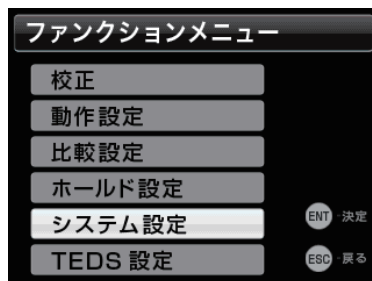 ファンクションメニュー
校正
動作設定
比較設定
ホールド設定
システム設定
ENT -決定
TEDS 設定
ESC -戻る